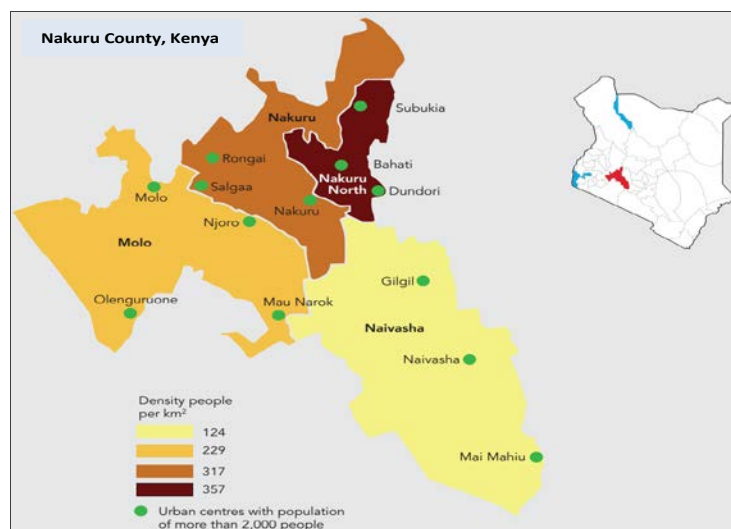 Nakuru County, Kenya
Nakuru
Subukia
Rongai
Bahati
Nakuru
North
Salgaa
Dundori
Molo
Nakuru
Njoro
Molo
Gilgil
Olenguruone
Mau Narok
Naivasha
Naivasha
Mai Mahiu
Density people
per km²
124
229
317
357
Urban centres with population
of more than 2,000 people